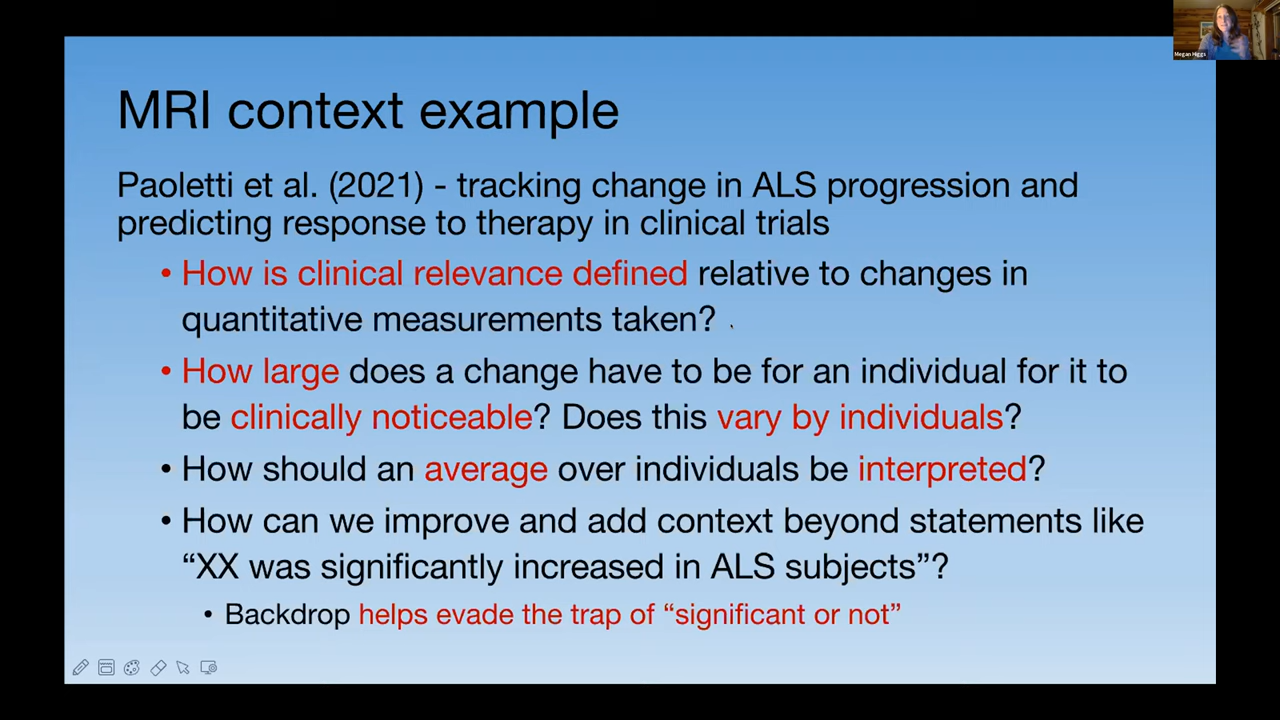 Megan Higgs
MRI context example
Paoletti et al. (2021) - tracking change in ALS progression and
predicting response to therapy in clinical trials
• How is clinical relevance defined relative to changes in
quantitative measurements taken?
• How large does a change have to be for an individual for it to
be clinically noticeable? Does this vary by individuals?
• How should an average over individuals be interpreted?
• How can we improve and add context beyond statements like
“XX was significantly increased in ALS subjects”?
• Backdrop helps evade the trap of “significant or not”